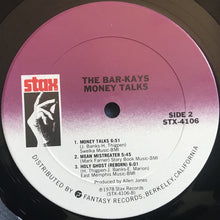 THE BAR-KAYS
MONEY TALKS
stax
SIDE 2
STX-4106
1. MONEY TALKS 6:51
(J. Banks-H. Thigpen)
Swelka Music-BMI
2. MEAN MISTREATER 5:45
(Mark Farner) Story Book Music-BMI
3. HOLY GHOST (REBORN) 6:01
(H. Thigpen-J. Banks-E. Marion)
East/Memphis Music-BMI
Produced by Allen Jones
℗ 1978 Stax Records
(STX-4106-B)
DISTRIBUTED BY FANTASY RECORDS, BERKELEY, CALIFORNIA